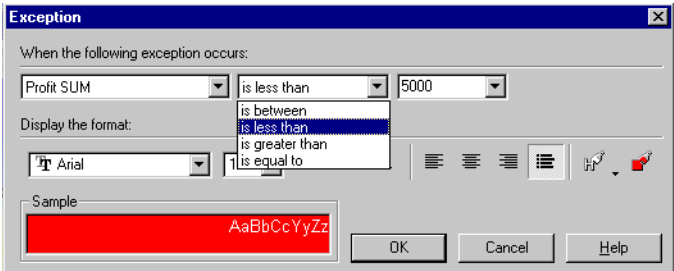 Exception
When the following exception occurs:
Profit SUM is less than 5000
is between
is less than
is greater than
is equal to
Display the format:
Arial
Sample
AaBbCcYyZz
OK Cancel Help